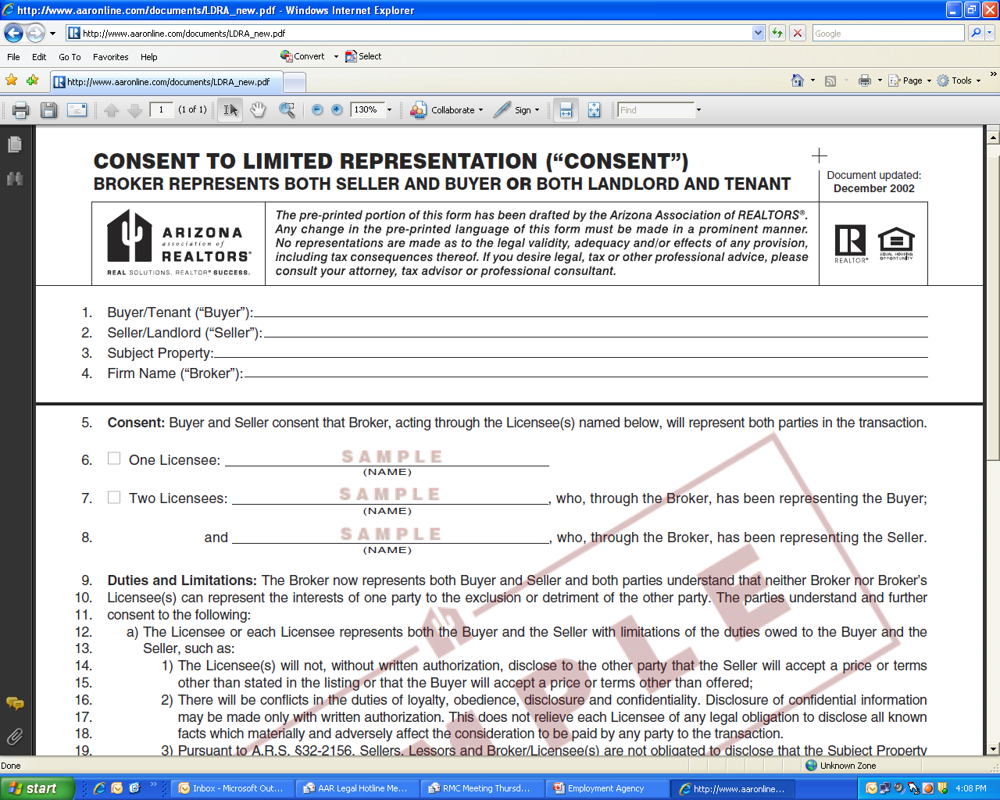 http://www.aaronline.com/documents/LDRA_new.pdf - Windows Internet Explorer
http://www.aaronline.com/documents/LDRA_new.pdf
Google
File Edit Go To Favorites Help Convert Select
http://www.aaronline.com/documents/LDRA_new.pdf Page Tools »
1 (1 of 1) 130% Collaborate Sign Find
CONSENT TO LIMITED REPRESENTATION (“CONSENT”)
BROKER REPRESENTS BOTH SELLER AND BUYER OR BOTH LANDLORD AND TENANT
Document updated:
December 2002
ARIZONA
association of
REALTORS®
REAL SOLUTIONS. REALTOR® SUCCESS.
The pre-printed portion of this form has been drafted by the Arizona Association of REALTORS®.
Any change in the pre-printed language of this form must be made in a prominent manner.
No representations are made as to the legal validity, adequacy and/or effects of any provision,
including tax consequences thereof. If you desire legal, tax or other professional advice, please
consult your attorney, tax advisor or professional consultant.
R
REALTOR®
EQUAL HOUSING
OPPORTUNITY
1. Buyer/Tenant (“Buyer”):
2. Seller/Landlord (“Seller”):
3. Subject Property:
4. Firm Name (“Broker”):
5. Consent: Buyer and Seller consent that Broker, acting through the Licensee(s) named below, will represent both parties in the transaction.
6. One Licensee: SAMPLE
(NAME)
7. Two Licensees: SAMPLE, who, through the Broker, has been representing the Buyer;
(NAME)
8. and SAMPLE, who, through the Broker, has been representing the Seller.
(NAME)
9. Duties and Limitations: The Broker now represents both Buyer and Seller and both parties understand that neither Broker nor Broker’s
10. Licensee(s) can represent the interests of one party to the exclusion or detriment of the other party. The parties understand and further
11. consent to the following:
12. a) The Licensee or each Licensee represents both the Buyer and the Seller with limitations of the duties owed to the Buyer and the
13. Seller, such as:
14. 1) The Licensee(s) will not, without written authorization, disclose to the other party that the Seller will accept a price or terms
15. other than stated in the listing or that the Buyer will accept a price or terms other than offered;
16. 2) There will be conflicts in the duties of loyalty, obedience, disclosure and confidentiality. Disclosure of confidential information
17. may be made only with written authorization. This does not relieve each Licensee of any legal obligation to disclose all known
18. facts which materially and adversely affect the consideration to be paid by any party to the transaction.
19. 3) Pursuant to A.R.S. §32-2156, Sellers, Lessors and Broker/Licensee(s) are not obligated to disclose that the Subject Property
MPLE
Done Unknown Zone
start » Inbox - Microsoft Out... AAR Legal Hotline Me... RMC Meeting Thursd... Employment Agency http://www.aaronline... 4:08 PM